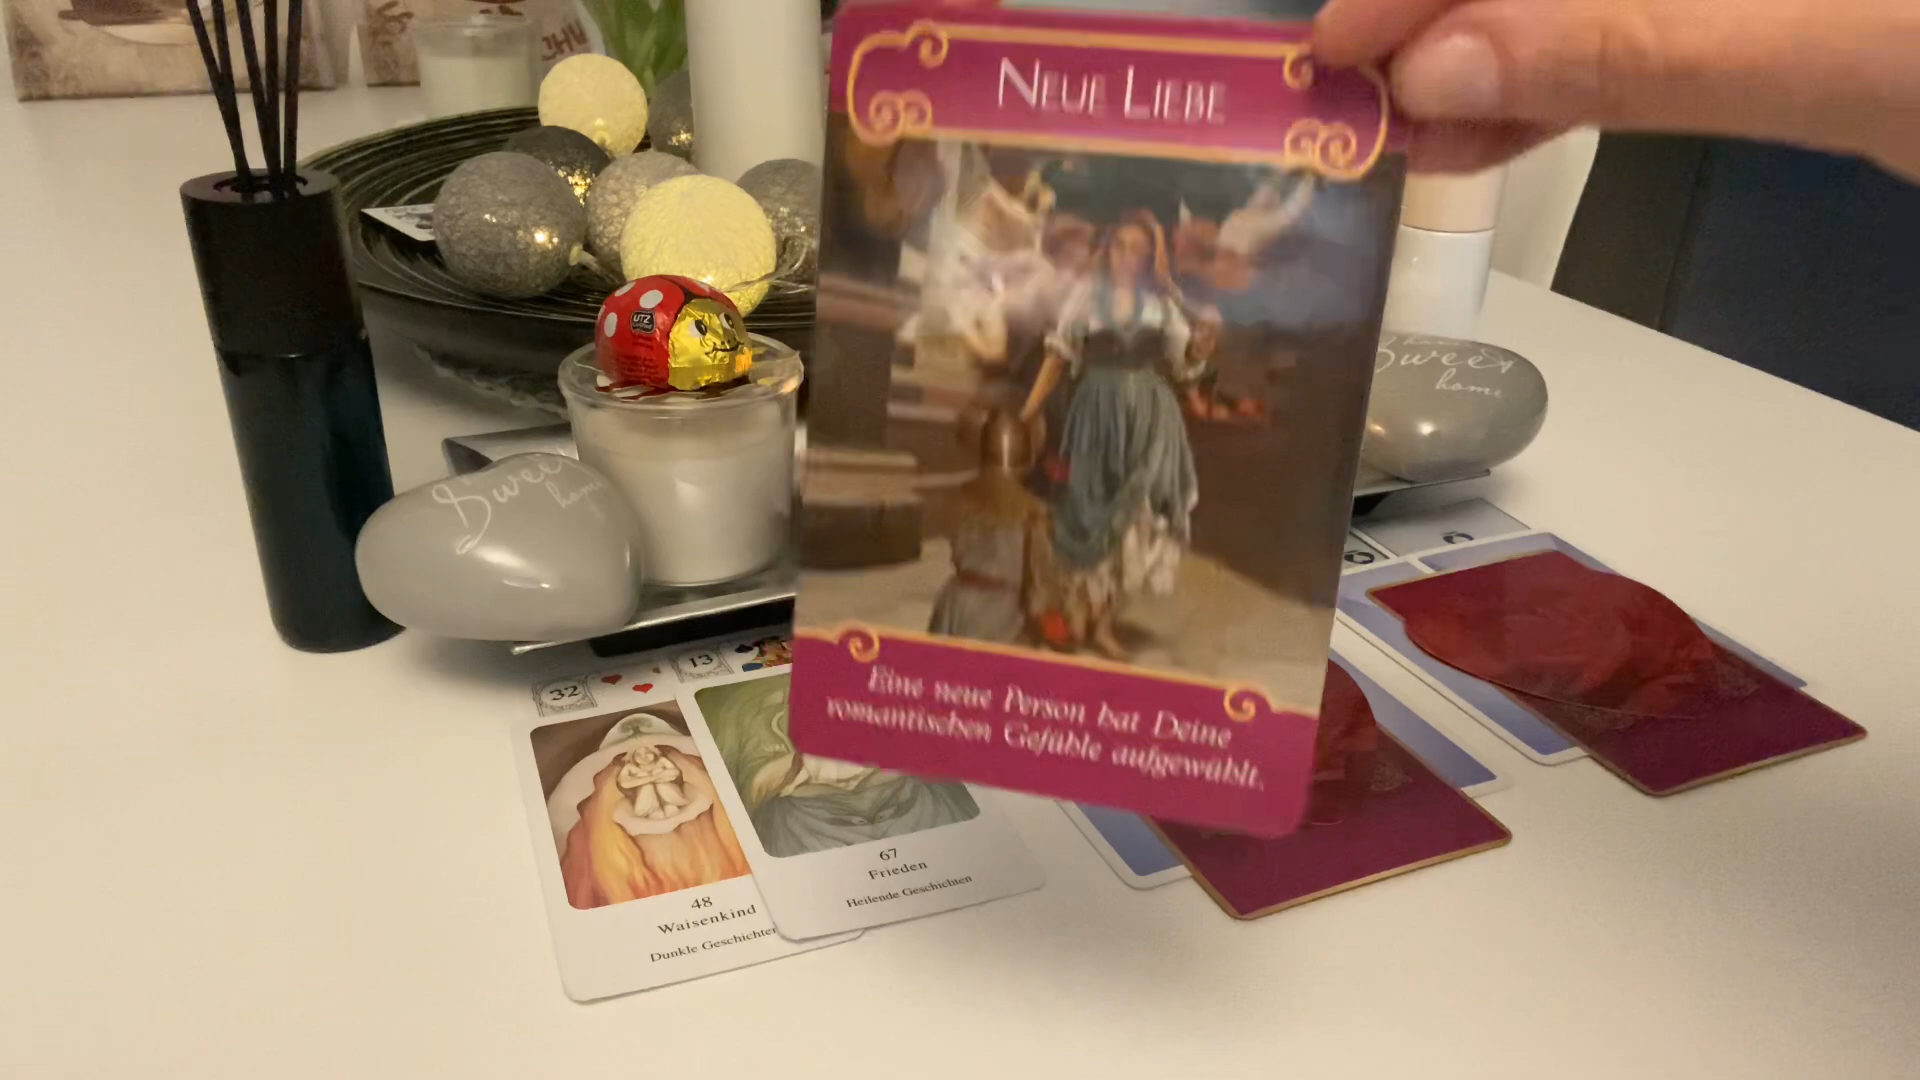 NEUE LIEBE
Eine neue Person hat Deine
romantischen Gefühle aufgewühlt.
UTZ
Sweet
home
Sweet
home
32
13
48
Waisenkind
Dunkle Geschichten
67
Frieden
Heilende Geschichten